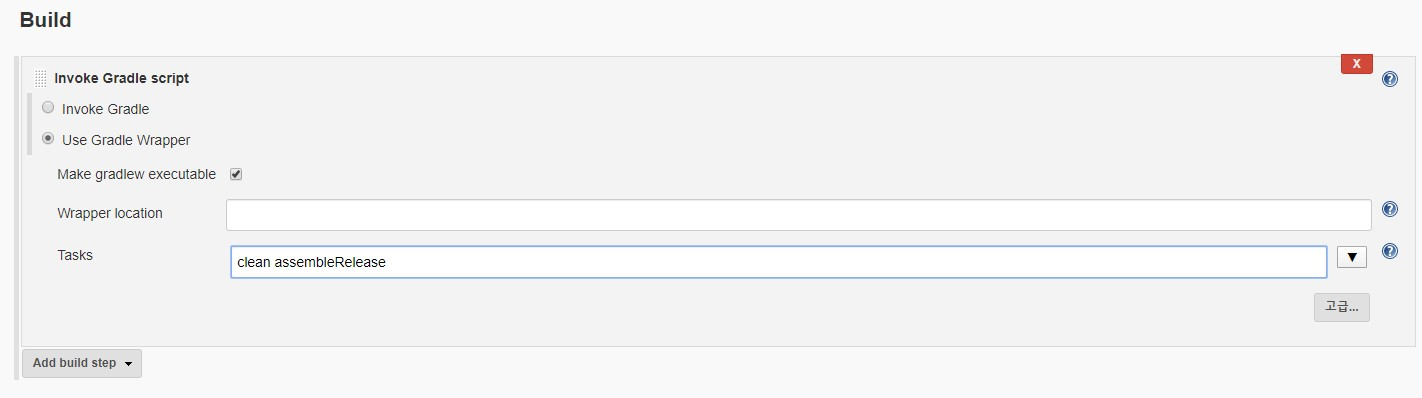 Build
X
Invoke Gradle script
?
Invoke Gradle
Use Gradle Wrapper
Make gradlew executable
Wrapper location
?
Tasks
clean assembleRelease
▼
?
고급...
Add build step